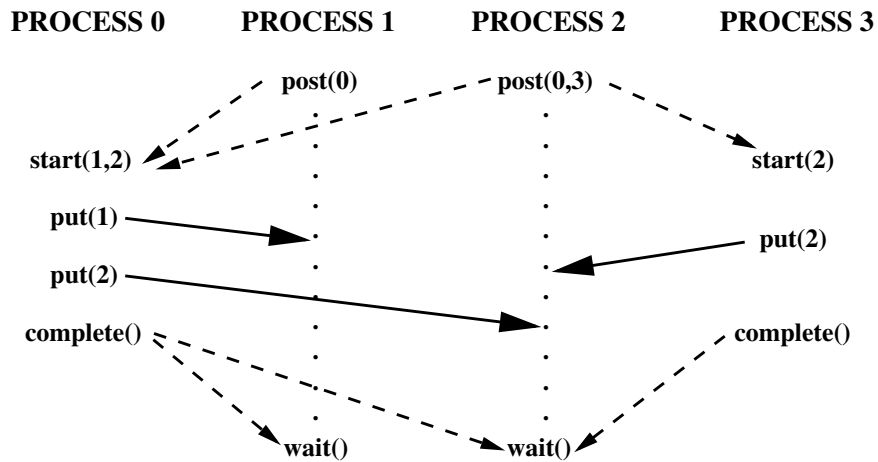 PROCESS 0 PROCESS 1 PROCESS 2 PROCESS 3
post(0) post(0,3)
start(1,2) start(2)
put(1)
put(2)
put(2)
complete() complete()
wait() wait()